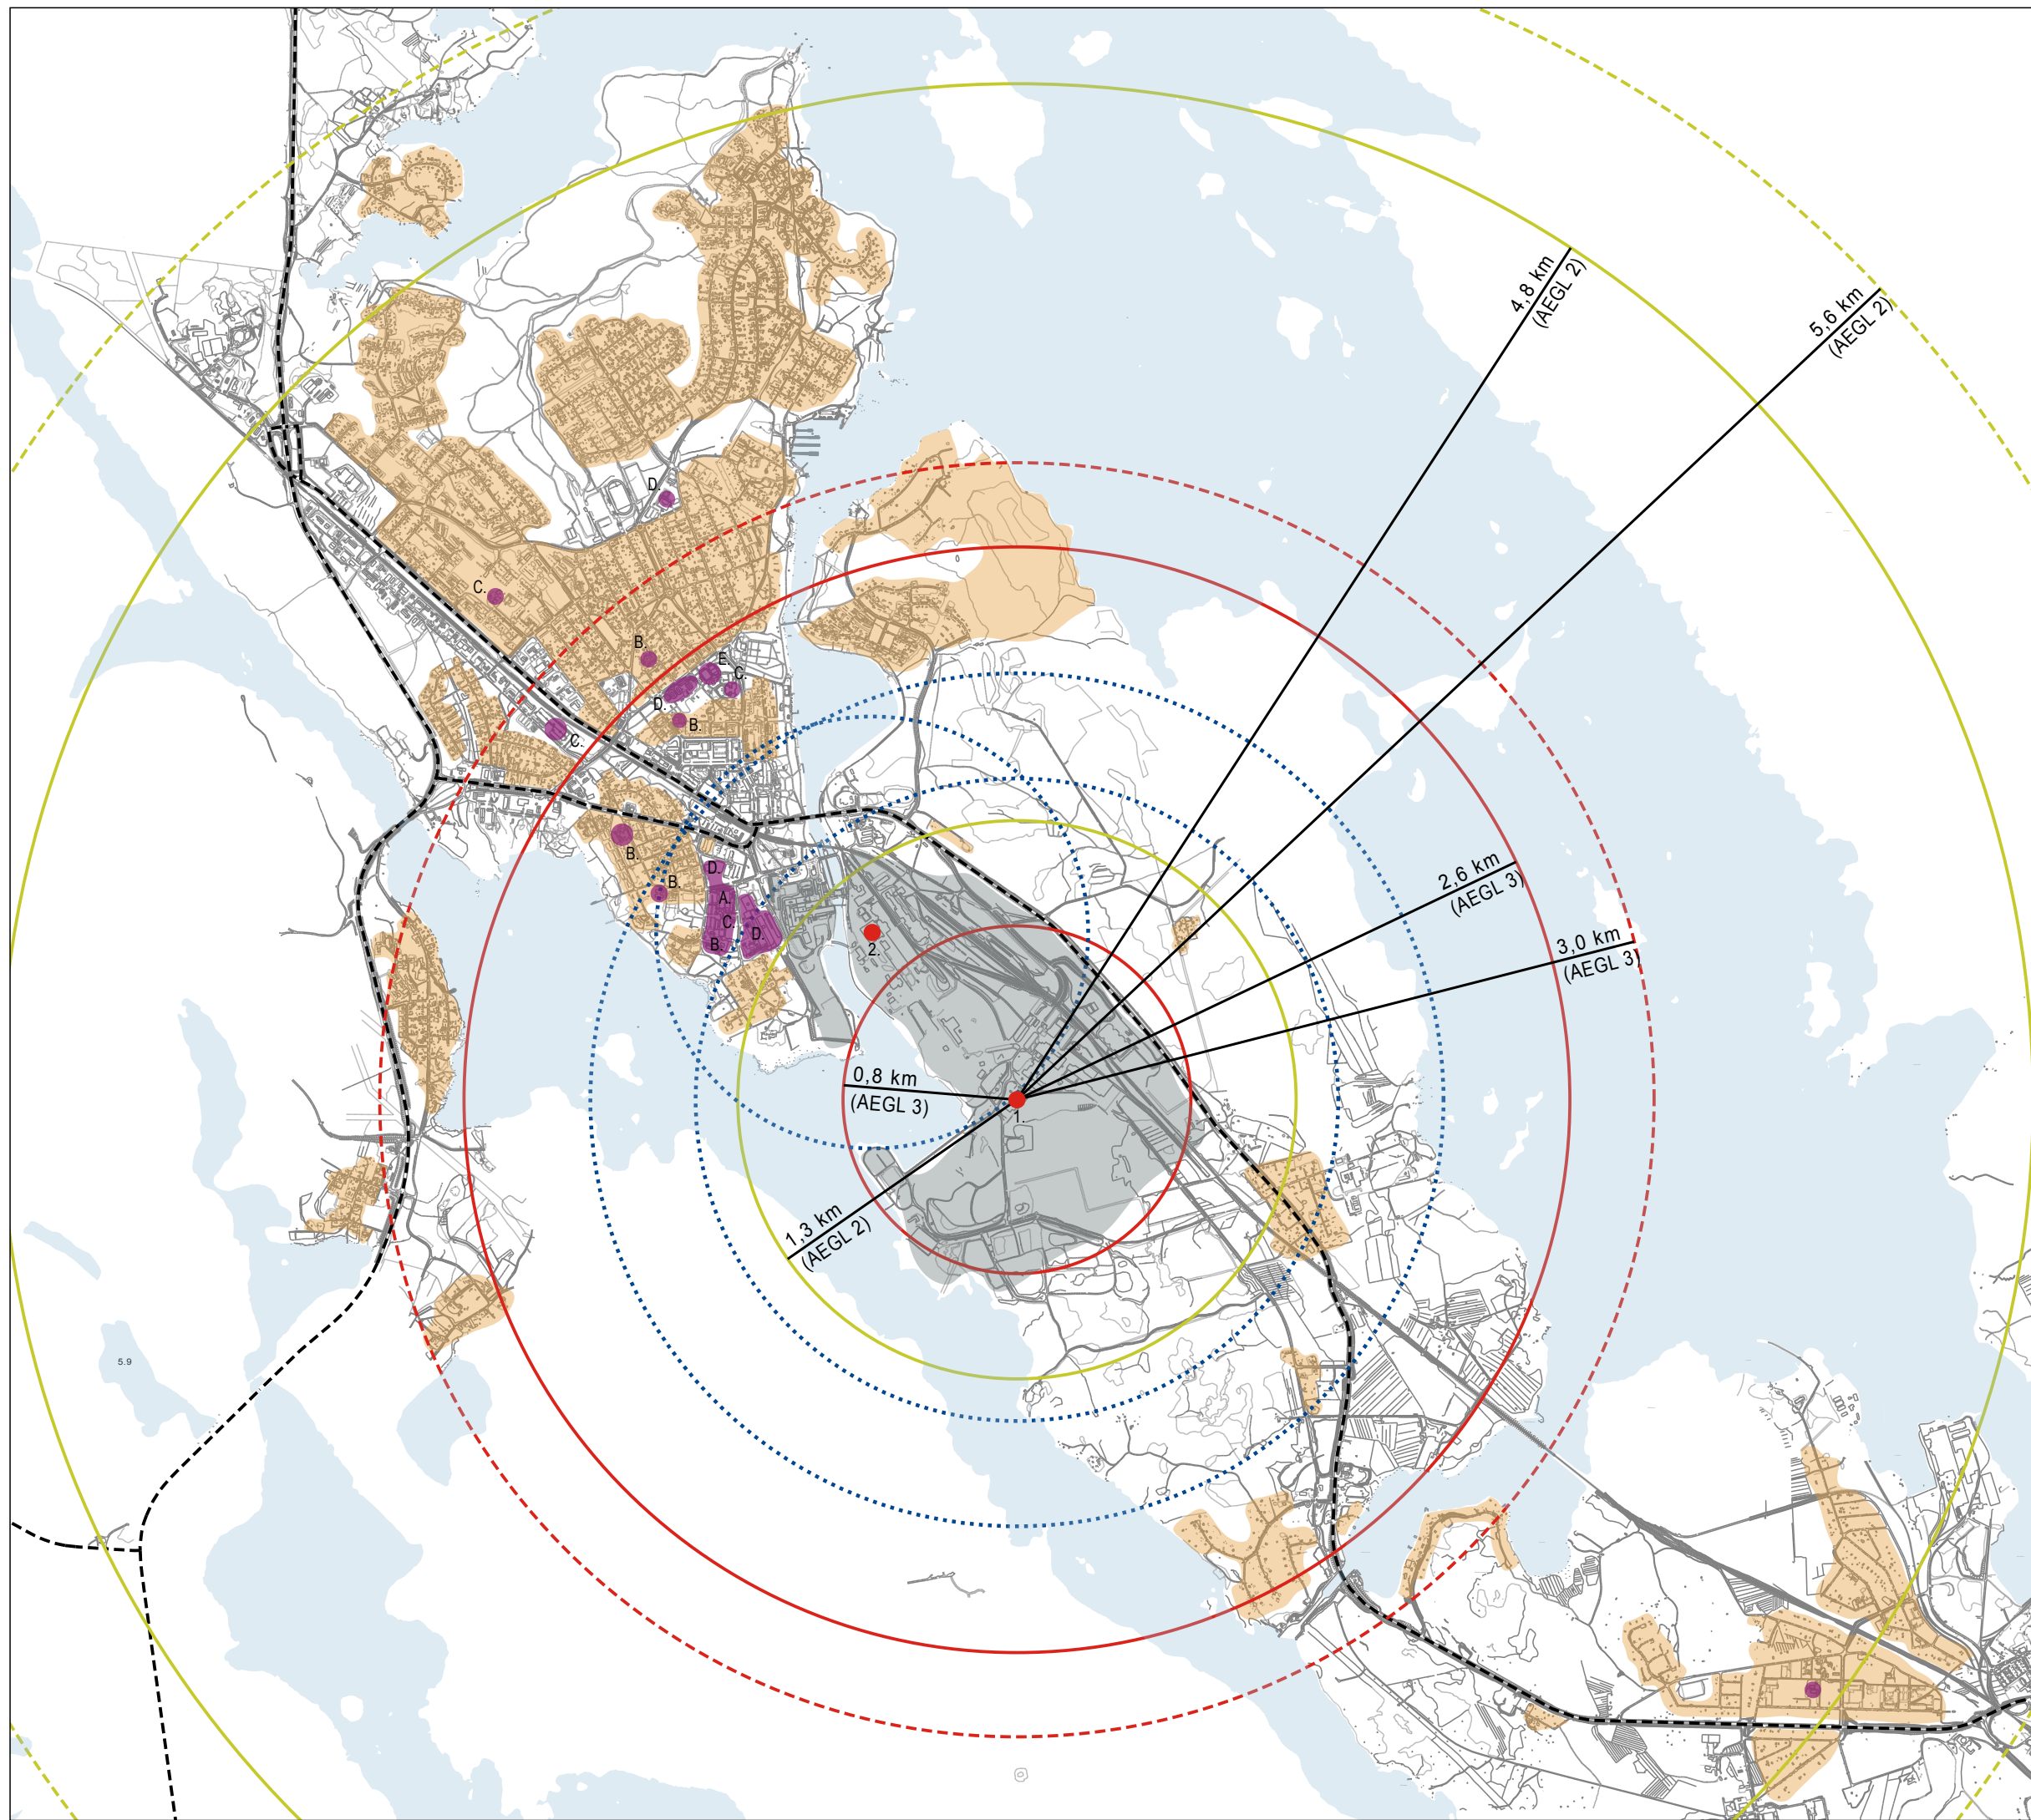 4,8 km
(AEGL 2)
5,6 km
(AEGL 2)
D.
C.
B.
E.
C.
D.
B.
C.
B.
D.
B.
A.
C.
D.
B.
2,6 km
(AEGL 3)
3,0 km
(AEGL 3)
2.
0,8 km
(AEGL 3)
1.
1,3 km
(AEGL 2)
5.9